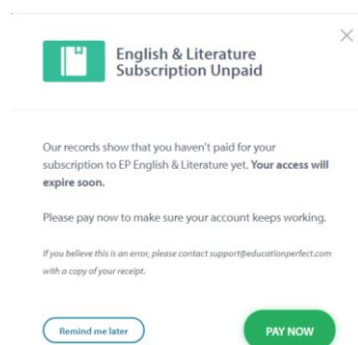 English & Literature
Subscription Unpaid
Our records show that you haven't paid for your
subscription to EP English & Literature yet. Your access will
expire soon.
Please pay now to make sure your account keeps working.
If you believe this is an error, please contact support@educationperfect.com
with a copy of your receipt.
Remind me later
PAY NOW